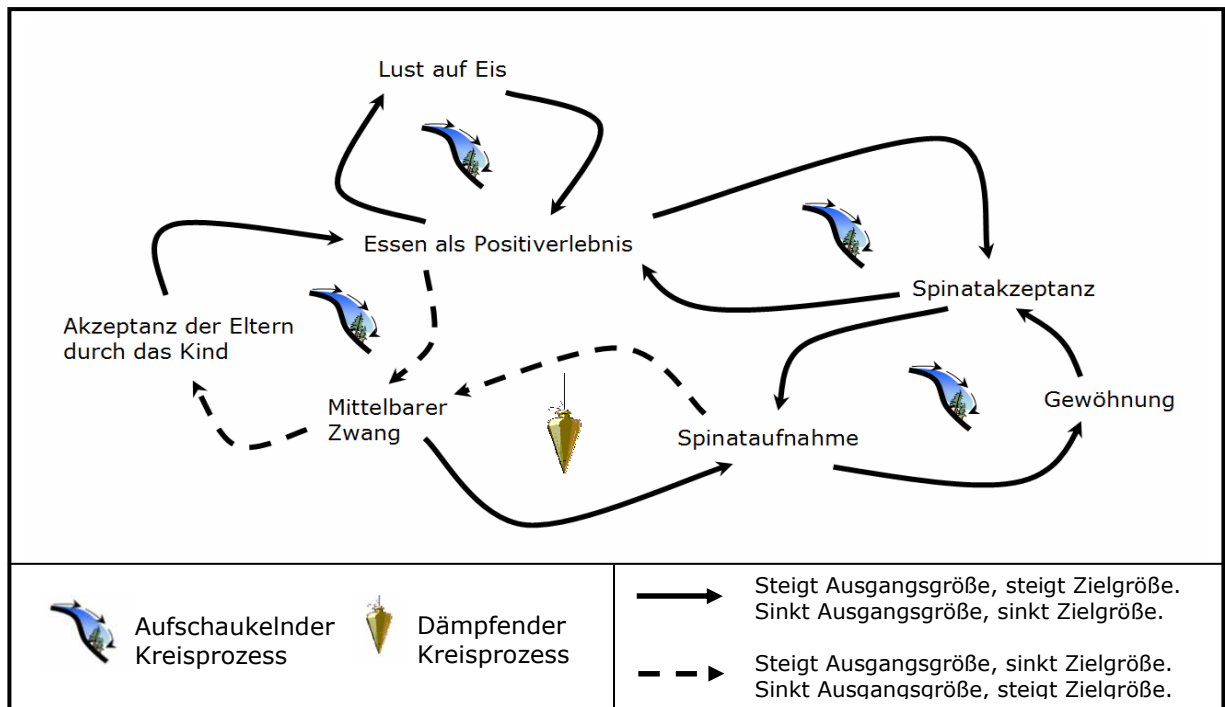 Lust auf Eis
Essen als Positiverlebnis
Spinatakzeptanz
Akzeptanz der Eltern
durch das Kind
Mittelbarer
Zwang
Gewöhnung
Spinataufnahme
Aufschaukelnder
Kreisprozess
Dämpfender
Kreisprozess
Steigt Ausgangsgröße, steigt Zielgröße.
Sinkt Ausgangsgröße, sinkt Zielgröße.
Steigt Ausgangsgröße, sinkt Zielgröße.
Sinkt Ausgangsgröße, steigt Zielgröße.